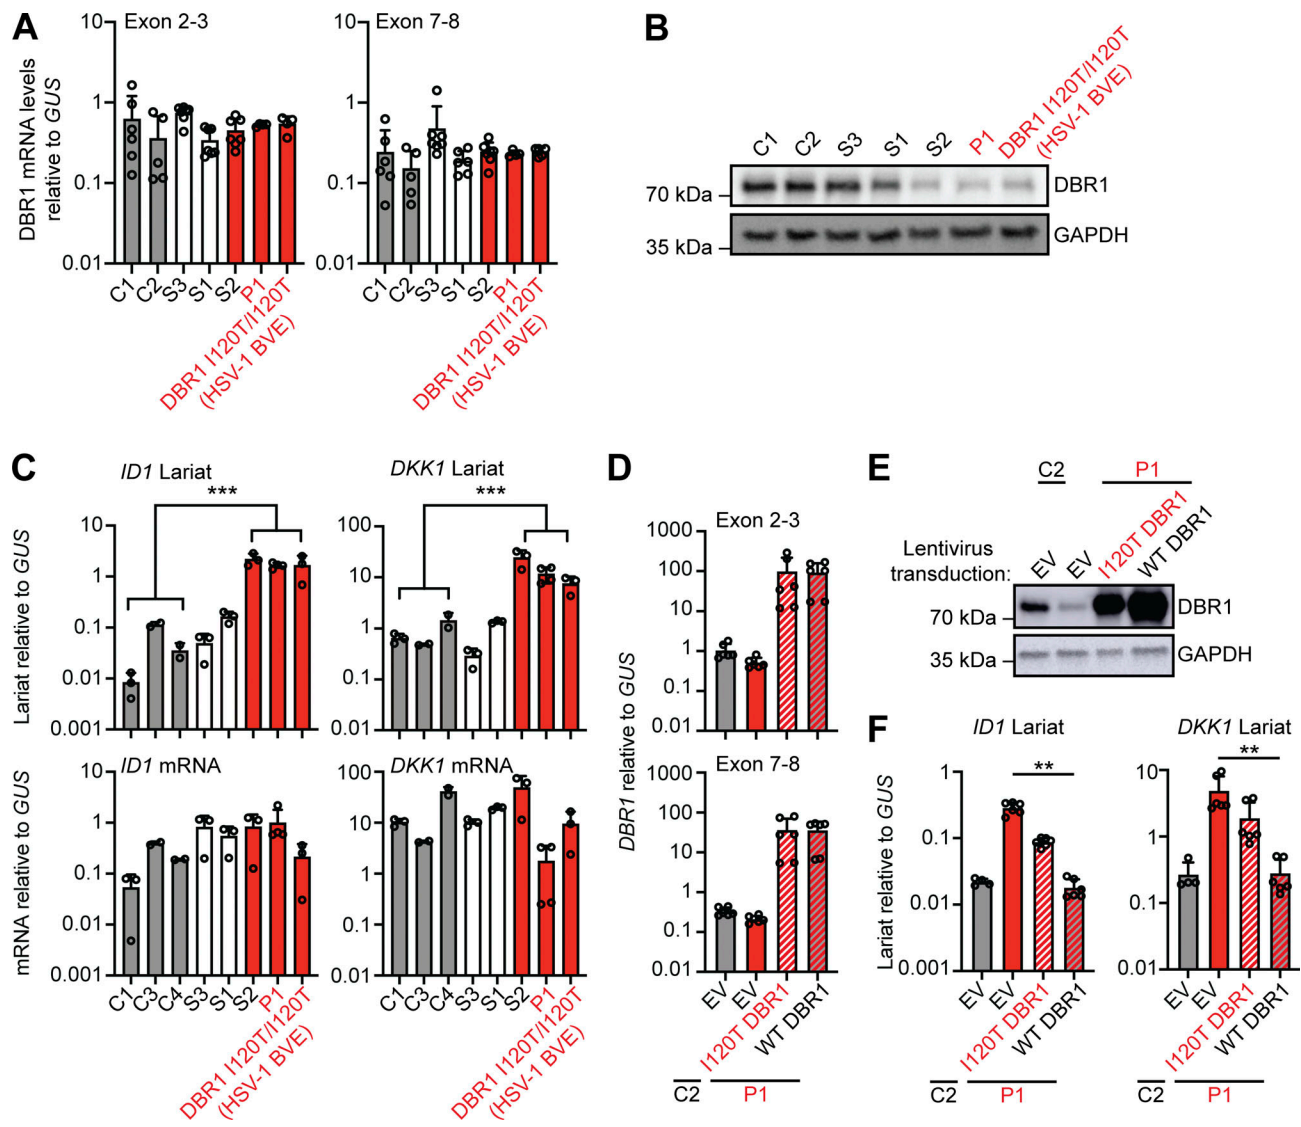 A
Exon 2-3
Exon 7-8
DBR1 mRNA levels
relative to GUS
10
1
0.1
0.01
10
1
0.1
0.01
C1
C2
S3
S1
S2
P1
DBR1 I120T/I120T
(HSV-1 BVE)
C1
C2
S3
S1
S2
P1
DBR1 I120T/I120T
(HSV-1 BVE)
B
C1
C2
S3
S1
S2
P1
DBR1 I120T/I120T
(HSV-1 BVE)
70 kDa
DBR1
35 kDa
GAPDH
C
ID1 Lariat
DKK1 Lariat
***
***
Lariat relative to GUS
10
1
0.1
0.01
0.001
100
10
1
0.1
0.01
ID1 mRNA
DKK1 mRNA
mRNA relative to GUS
10
1
0.1
0.01
0.001
100
10
1
0.1
0.01
C1
C3
C4
S3
S1
S2
P1
DBR1 I120T/I120T
(HSV-1 BVE)
C1
C3
C4
S3
S1
S2
P1
DBR1 I120T/I120T
(HSV-1 BVE)
D
Exon 2-3
1000
100
10
1
0.1
0.01
DBR1 relative to GUS
Exon 7-8
1000
100
10
1
0.1
0.01
EV
EV
I120T DBR1
WT DBR1
C2
P1
E
C2
P1
Lentivirus
transduction:
EV
EV
I120T DBR1
WT DBR1
70 kDa
DBR1
35 kDa
GAPDH
F
ID1 Lariat
DKK1 Lariat
**
**
Lariat relative to GUS
1
0.1
0.01
0.001
10
1
0.1
0.01
EV
EV
I120T DBR1
WT DBR1
C2
P1
EV
EV
I120T DBR1
WT DBR1
C2
P1